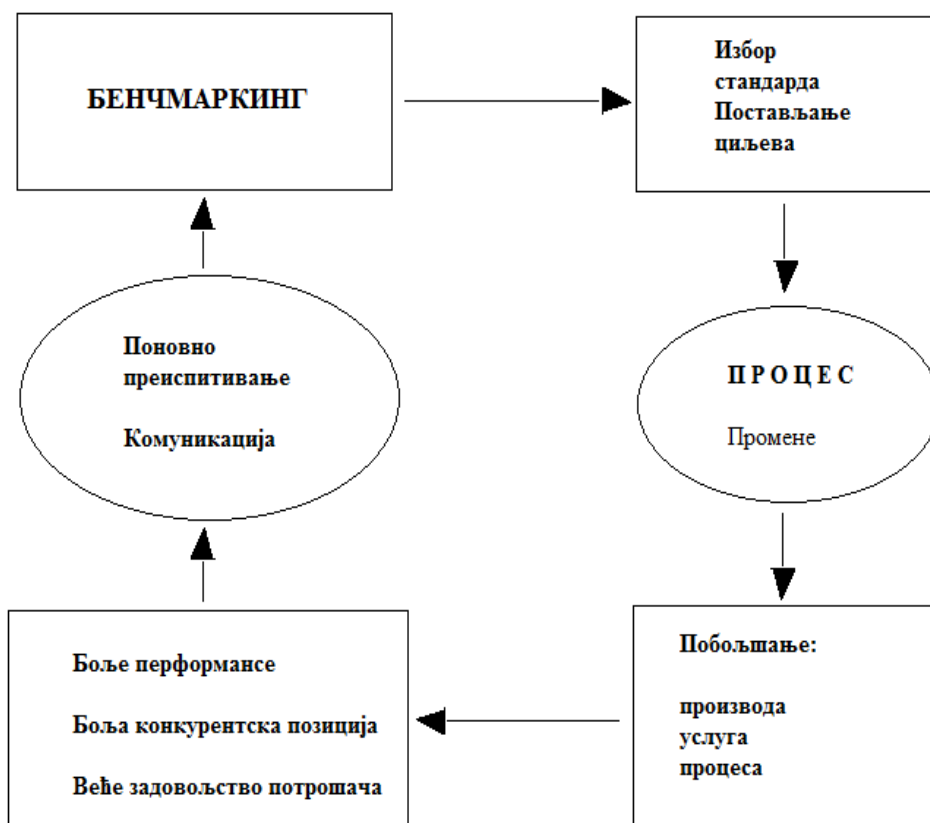 БЕНЧМАРКИНГ
Избор
стандарда
Постављање
циљева
П Р О Ц Е С
Промене
Побољшање:
производа
услуга
процеса
Боље перформансе
Боља конкурентска позиција
Веће задовољство потрошача
Поновно
преиспитивање
Комуникација